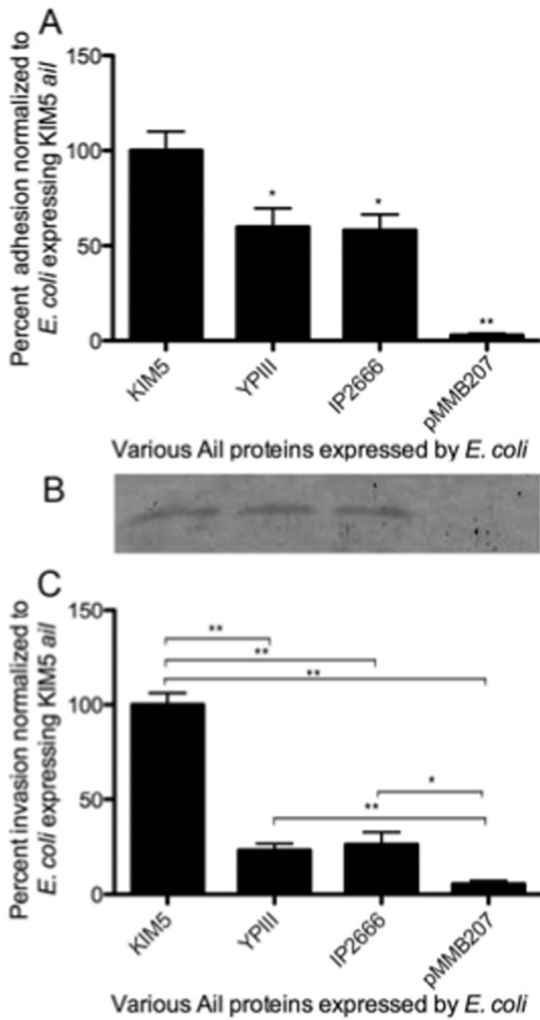 A
Percent adhesion normalized to
E. coli expressing KIM5 ail
150
100
50
0
*
*
**
KIM5
YPIII
IP2666
pMMB207
Various Ail proteins expressed by E. coli
B
C
Percent invasion normalized to
E. coli expressing KIM5 ail
150
100
50
0
**
**
**
*
**
KIM5
YPIII
IP2666
pMMB207
Various Ail proteins expressed by E. coli